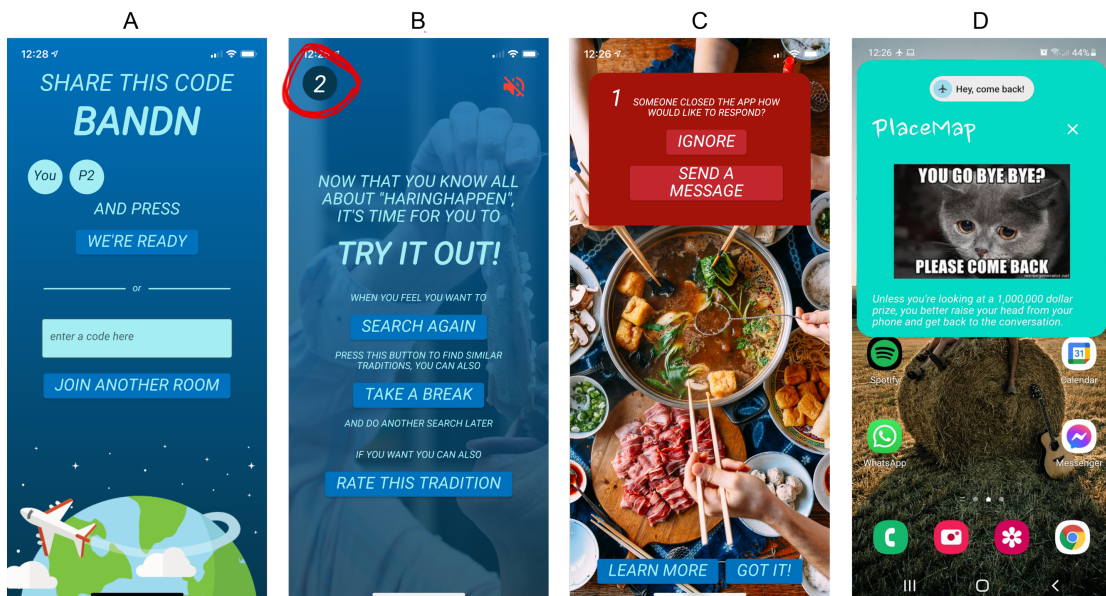 A
12:28
SHARE THIS CODE
BANDN
You
P2
AND PRESS
WE'RE READY
or
enter a code here
JOIN ANOTHER ROOM
B
2
NOW THAT YOU KNOW ALL
ABOUT "HARINGHAPPEN",
IT'S TIME FOR YOU TO
TRY IT OUT!
WHEN YOU FEEL YOU WANT TO
SEARCH AGAIN
PRESS THIS BUTTON TO FIND SIMILAR
TRADITIONS, YOU CAN ALSO
TAKE A BREAK
AND DO ANOTHER SEARCH LATER
IF YOU WANT YOU CAN ALSO
RATE THIS TRADITION
C
12:26
1
SOMEONE CLOSED THE APP HOW
WOULD LIKE TO RESPOND?
IGNORE
SEND A
MESSAGE
LEARN MORE
GOT IT!
D
12:26
44%
Hey, come back!
PlaceMap
YOU GO BYE BYE?
PLEASE COME BACK
Unless you're looking at a 1,000,000 dollar
prize, you better raise your head from your
phone and get back to the conversation.
31
Spotify
Calendar
WhatsApp
Messenger